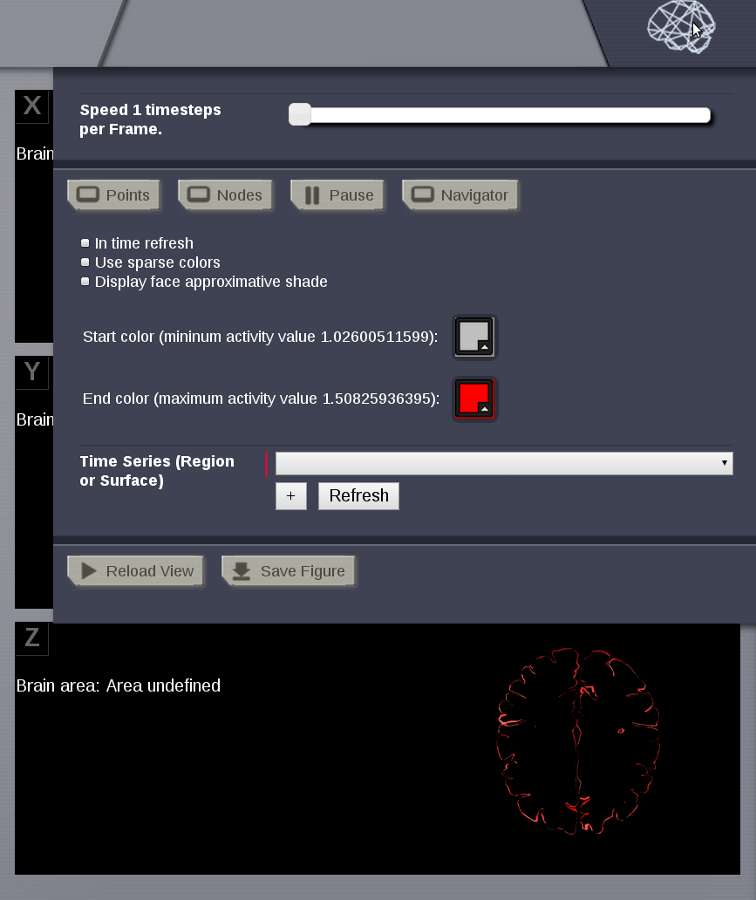 X
Speed 1 timesteps
per Frame.
Brain
Points Nodes Pause Navigator
In time refresh
Use sparse colors
Display face approximative shade
Start color (mininum activity value 1.02600511599):
Y
End color (maximum activity value 1.50825936395):
Brain
Time Series (Region
or Surface)
+ Refresh
Reload View Save Figure
Z
Brain area: Area undefined